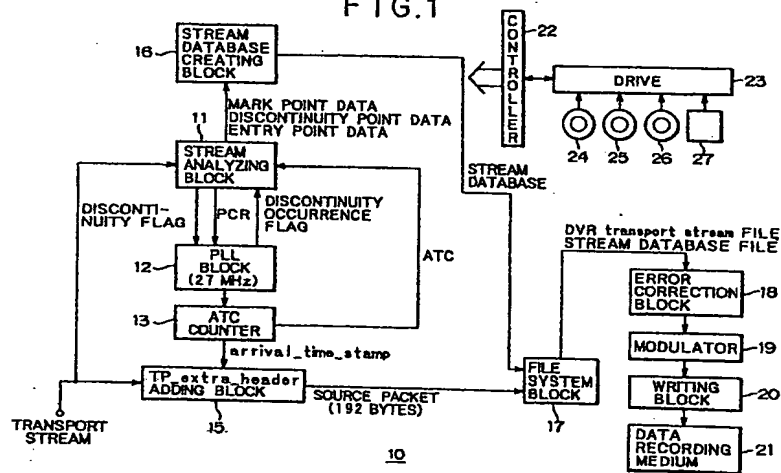 FIG.1
STREAM
DATABASE
CREATING
BLOCK
16
CONTROLLER
22
DRIVE
23
24
25
26
27
MARK POINT DATA
DISCONTINUITY POINT DATA
ENTRY POINT DATA
11
STREAM
ANALYZING
BLOCK
STREAM
DATABASE
DISCONTI-
NUITY FLAG
PCR
DISCONTINUITY
OCCURRENCE
FLAG
ATC
DVR transport stream FILE
STREAM DATABASE FILE
12
PLL
BLOCK
(27 MHz)
ERROR
CORRECTION
BLOCK
18
13
ATC
COUNTER
MODULATOR
19
arrival_time_stamp
TP_extra_header
ADDING BLOCK
15
SOURCE PACKET
(192 BYTES)
FILE
SYSTEM
BLOCK
17
WRITING
BLOCK
20
TRANSPORT
STREAM
DATA
RECORDING
MEDIUM
21
10